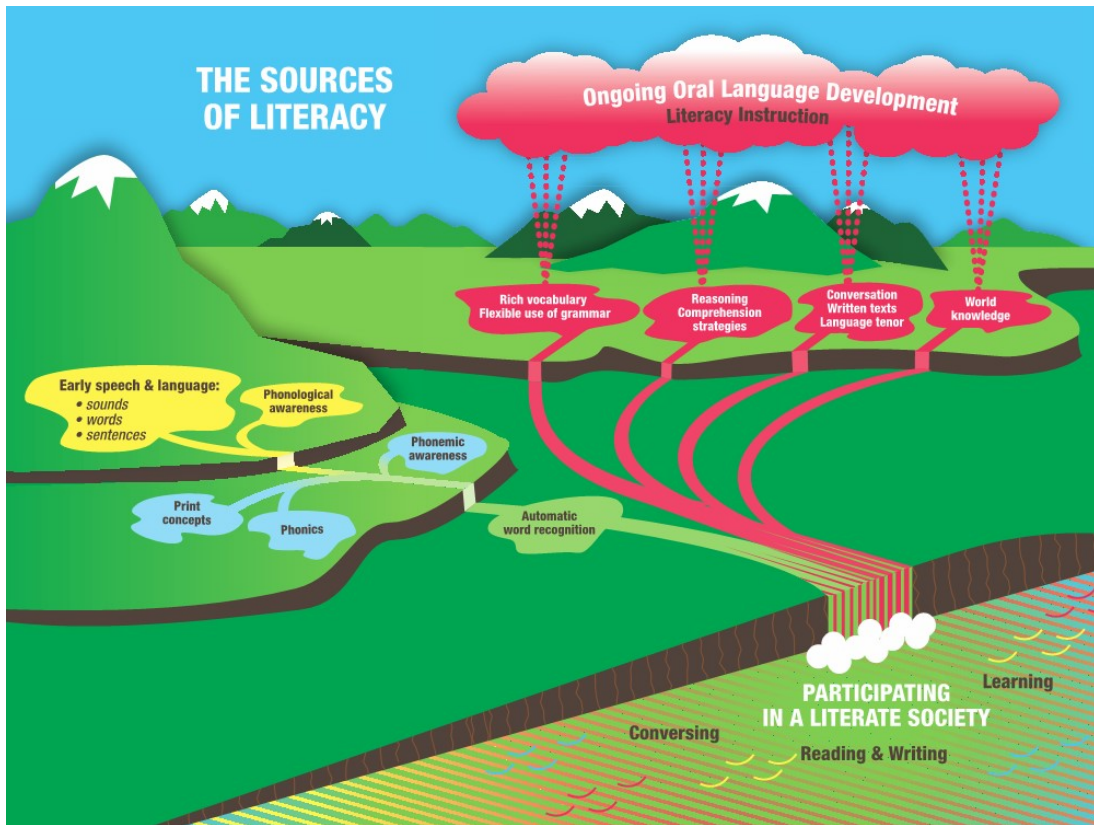 THE SOURCES
OF LITERACY
Ongoing Oral Language Development
Literacy Instruction
Rich vocabulary
Flexible use of grammar
Reasoning
Comprehension
strategies
Conversation
Written texts
Language tenor
World
knowledge
Early speech & language:
• sounds
• words
• sentences
Phonological
awareness
Phonemic
awareness
Print
concepts
Phonics
Automatic
word recognition
PARTICIPATING
IN A LITERATE SOCIETY
Learning
Conversing
Reading & Writing